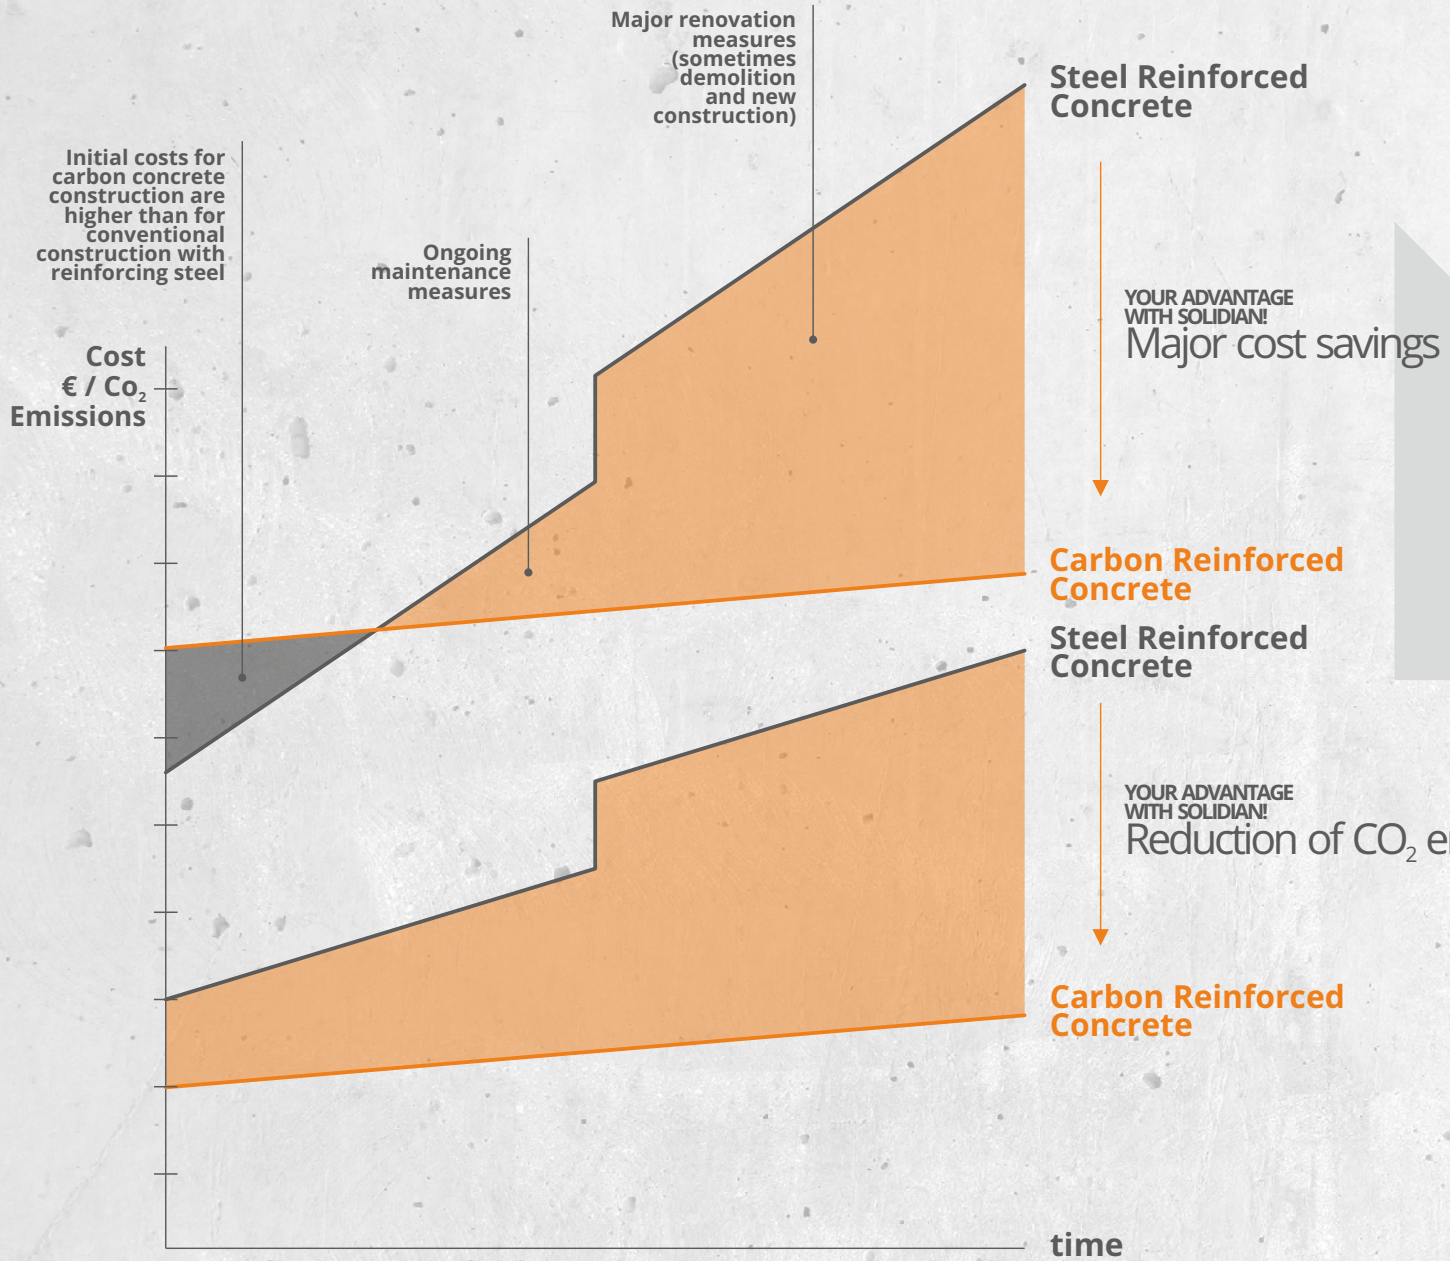 Major renovation
measures
(sometimes
demolition
and new
construction)
Steel Reinforced
Concrete
Initial costs for
carbon concrete
construction are
higher than for
conventional
construction with
reinforcing steel
Ongoing
maintenance
measures
YOUR ADVANTAGE
WITH SOLIDIAN!
Major cost savings
Cost
€ / Co₂
Emissions
Carbon Reinforced
Concrete
Steel Reinforced
Concrete
YOUR ADVANTAGE
WITH SOLIDIAN!
Reduction of CO₂
Carbon Reinforced
Concrete
time